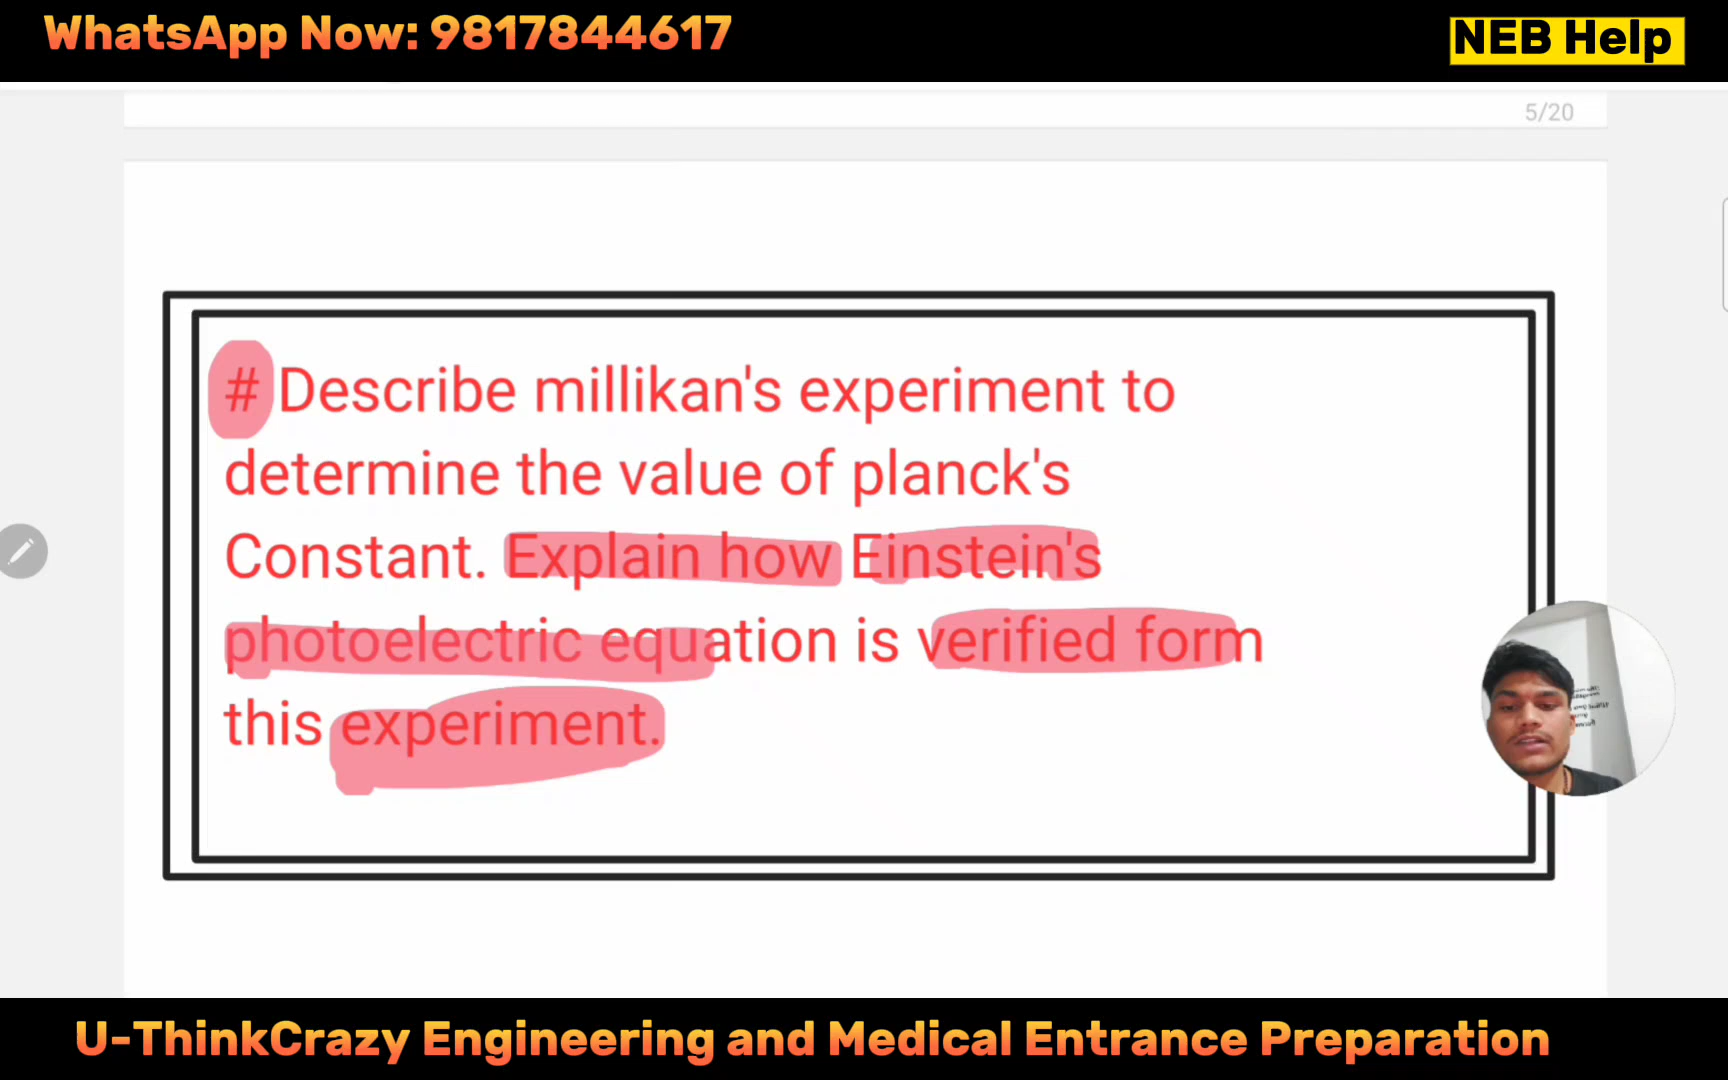 WhatsApp Now: 9817844617
NEB Help
5/20
# Describe millikan's experiment to
determine the value of planck's
Constant. Explain how Einstein's
photoelectric equation is verified form
this experiment.
U-ThinkCrazy Engineering and Medical Entrance Preparation